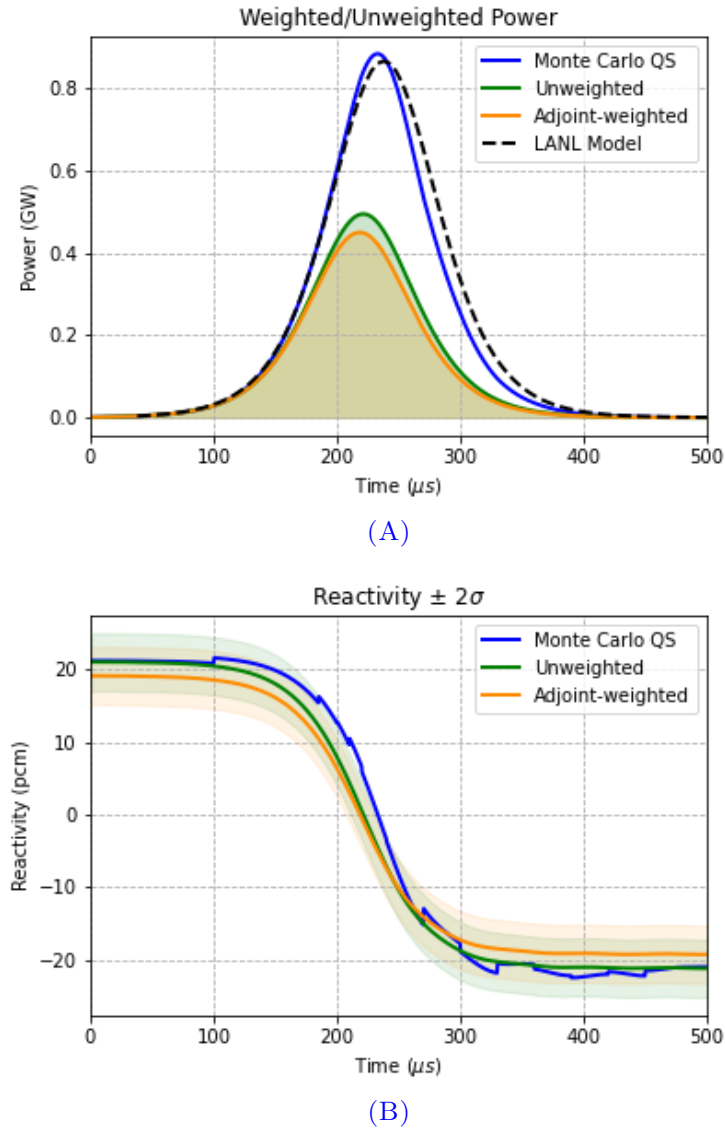 Weighted/Unweighted Power
Monte Carlo QS
Unweighted
Adjoint-weighted
LANL Model
Power (GW)
0.8
0.6
0.4
0.2
0.0
0 100 200 300 400 500
Time (μs)
(A)
Reactivity ± 2σ
Monte Carlo QS
Unweighted
Adjoint-weighted
Reactivity (pcm)
20
10
0
−10
−20
0 100 200 300 400 500
Time (μs)
(B)